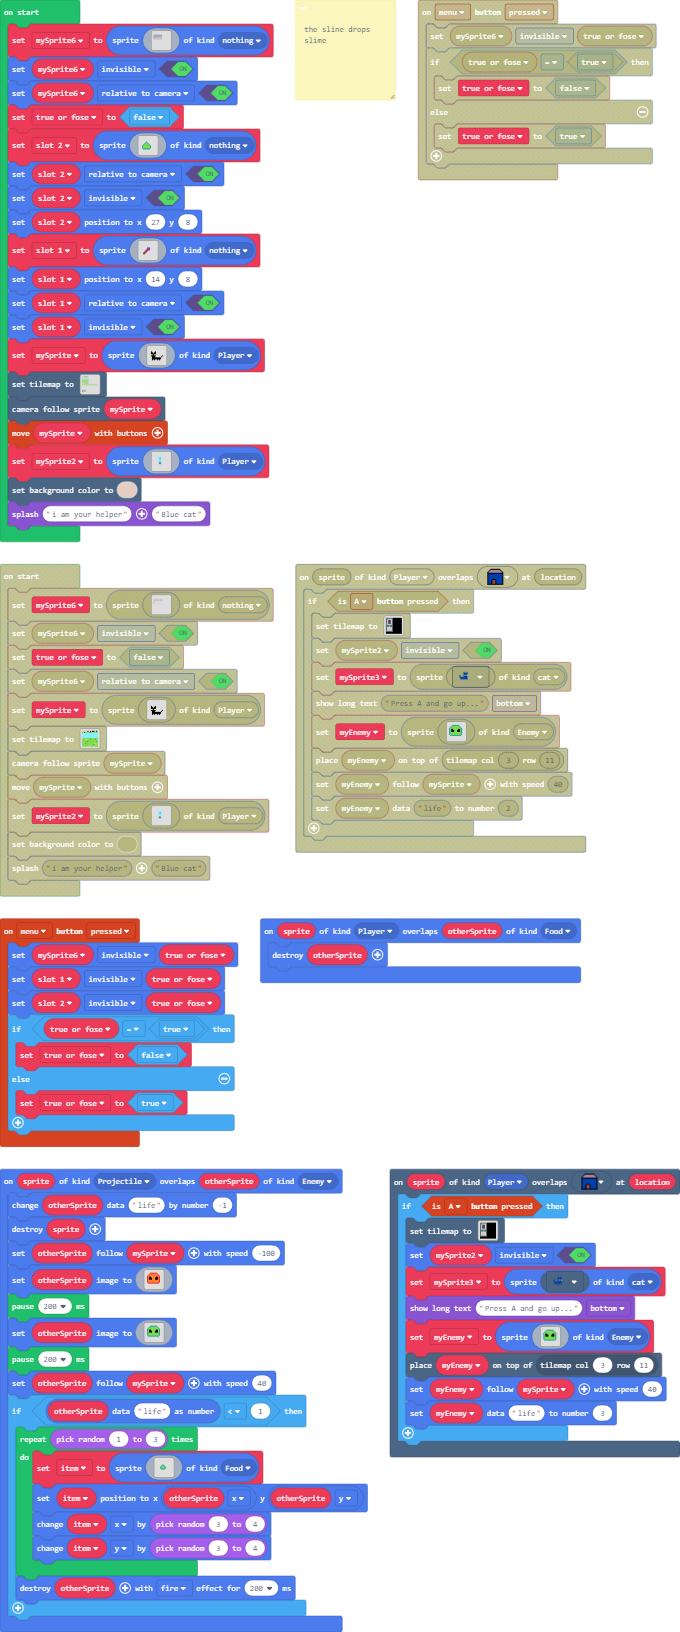 on start
set mySprite6 to sprite of kind nothing
set mySprite6 invisible ON
set mySprite6 relative to camera ON
set true or fose to false
set slot 2 to sprite of kind nothing
set slot 2 relative to camera ON
set slot 2 invisible ON
set slot 2 position to x 27 y 8
set slot 1 to sprite of kind nothing
set slot 1 position to x 14 y 8
set slot 1 relative to camera ON
set slot 1 invisible ON
set mySprite to sprite of kind Player
set tilemap to
camera follow sprite mySprite
move mySprite with buttons
set mySprite2 to sprite of kind Player
set background color to
splash "i am your helper" "Blue cat"
the sline drops
slime
on menu button pressed
set mySprite6 invisible true or fose
if true or fose = true then
set true or fose to false
else
set true or fose to true
on start
set mySprite6 to sprite of kind nothing
set mySprite6 invisible ON
set true or fose to false
set mySprite6 relative to camera ON
set mySprite to sprite of kind Player
set tilemap to
camera follow sprite mySprite
move mySprite with buttons
set mySprite2 to sprite of kind Player
set background color to
splash "i am your helper" "Blue cat"
on sprite of kind Player overlaps at location
if is A button pressed then
set tilemap to
set mySprite2 invisible ON
set mySprite3 to sprite of kind cat
show long text "Press A and go up..." bottom
set myEnemy to sprite of kind Enemy
place myEnemy on top of tilemap col 3 row 11
set myEnemy follow mySprite with speed 40
set myEnemy data "life" to number 2
on menu button pressed
set mySprite6 invisible true or fose
set slot 1 invisible true or fose
set slot 2 invisible true or fose
if true or fose = true then
set true or fose to false
else
set true or fose to true
on sprite of kind Player overlaps otherSprite of kind Food
destroy otherSprite
on sprite of kind Projectile overlaps otherSprite of kind Enemy
change otherSprite data "life" by number -1
destroy sprite
set otherSprite follow mySprite with speed -100
set otherSprite image to
pause 200 ms
set otherSprite image to
pause 200 ms
set otherSprite follow mySprite with speed 40
if otherSprite data "life" as number < 1 then
repeat pick random 1 to 3 times
do
set item to sprite of kind Food
set item position to x otherSprite x y otherSprite y
change item x by pick random 3 to 4
change item y by pick random 3 to 4
destroy otherSprite with fire effect for 200 ms
on sprite of kind Player overlaps at location
if is A button pressed then
set tilemap to
set mySprite2 invisible ON
set mySprite3 to sprite of kind cat
show long text "Press A and go up..." bottom
set myEnemy to sprite of kind Enemy
place myEnemy on top of tilemap col 3 row 11
set myEnemy follow mySprite with speed 40
set myEnemy data "life" to number 3